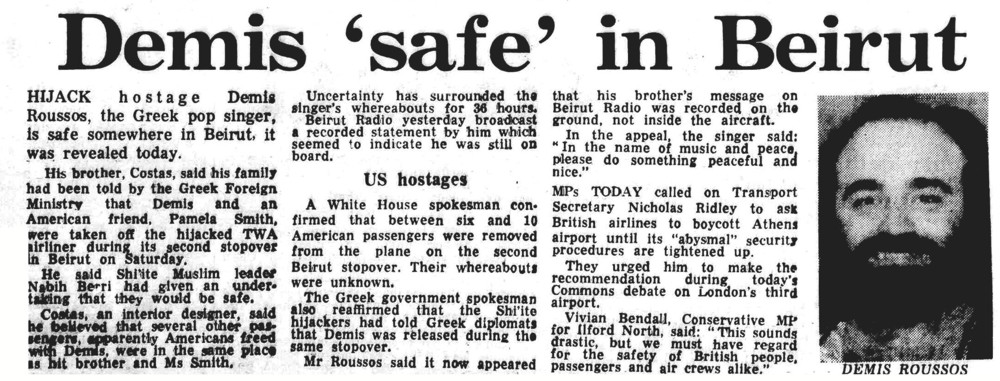 Demis ‘safe’ in Beirut
HIJACK hostage Demis
Roussos, the Greek pop singer,
is safe somewhere in Beirut, it
was revealed today.
His brother, Costas, said his family
had been told by the Greek Foreign
Ministry that Demis and an
American friend, Pamela Smith,
were taken off the hijacked TWA
airliner during its second stopover
in Beirut on Saturday.
He said Shi'ite Muslim leader
Nabih Berri had given an under-
taking that they would be safe.
Costas, an interior designer, said
he believed that several other pas-
sengers, apparently Americans freed
with Demis, were in the same place
as hit brother and Ms Smith.
Uncertainty has surrounded the
singer's whereabouts for 36 hours.
Beirut Radio yesterday broadcast
a recorded statement by him which
seemed to indicate he was still on
board.
US hostages
A White House spokesman con-
firmed that between six and 10
American passengers were removed
from the plane on the second
Beirut stopover. Their whereabouts
were unknown.
The Greek government spokesman
also reaffirmed that the Shi'ite
hijackers had told Greek diplomats
that Demis was released during the
same stopover.
Mr Roussos said it now appeared
that his brother's message on
Beirut Radio was recorded on the
ground, not inside the aircraft.
In the appeal, the singer said:
“In the name of music and peace,
please do something peaceful and
nice.”
MPs TODAY called on Transport
Secretary Nicholas Ridley to ask
British airlines to boycott Athens
airport until its “abysmal” security
procedures are tightened up.
They urged him to make the
recommendation during today's
Commons debate on London's third
airport.
Vivian Bendall, Conservative MP
for Ilford North, said: “This sounds
drastic, but we must have regard
for the safety of British people,
passengers and air crews alike.”
DEMIS ROUSSOS